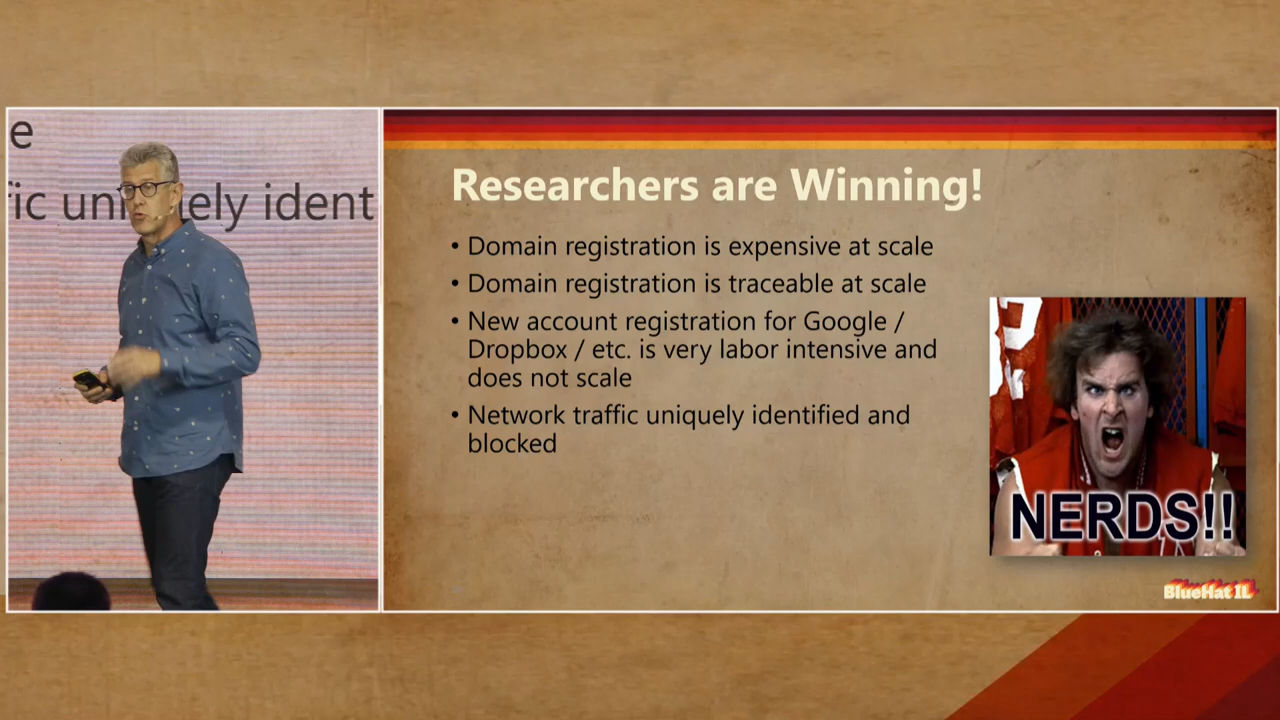 e
fic uniquely ident
Researchers are Winning!
• Domain registration is expensive at scale
• Domain registration is traceable at scale
• New account registration for Google /
Dropbox / etc. is very labor intensive and
does not scale
• Network traffic uniquely identified and
blocked
NERDS!!
BlueHat IL